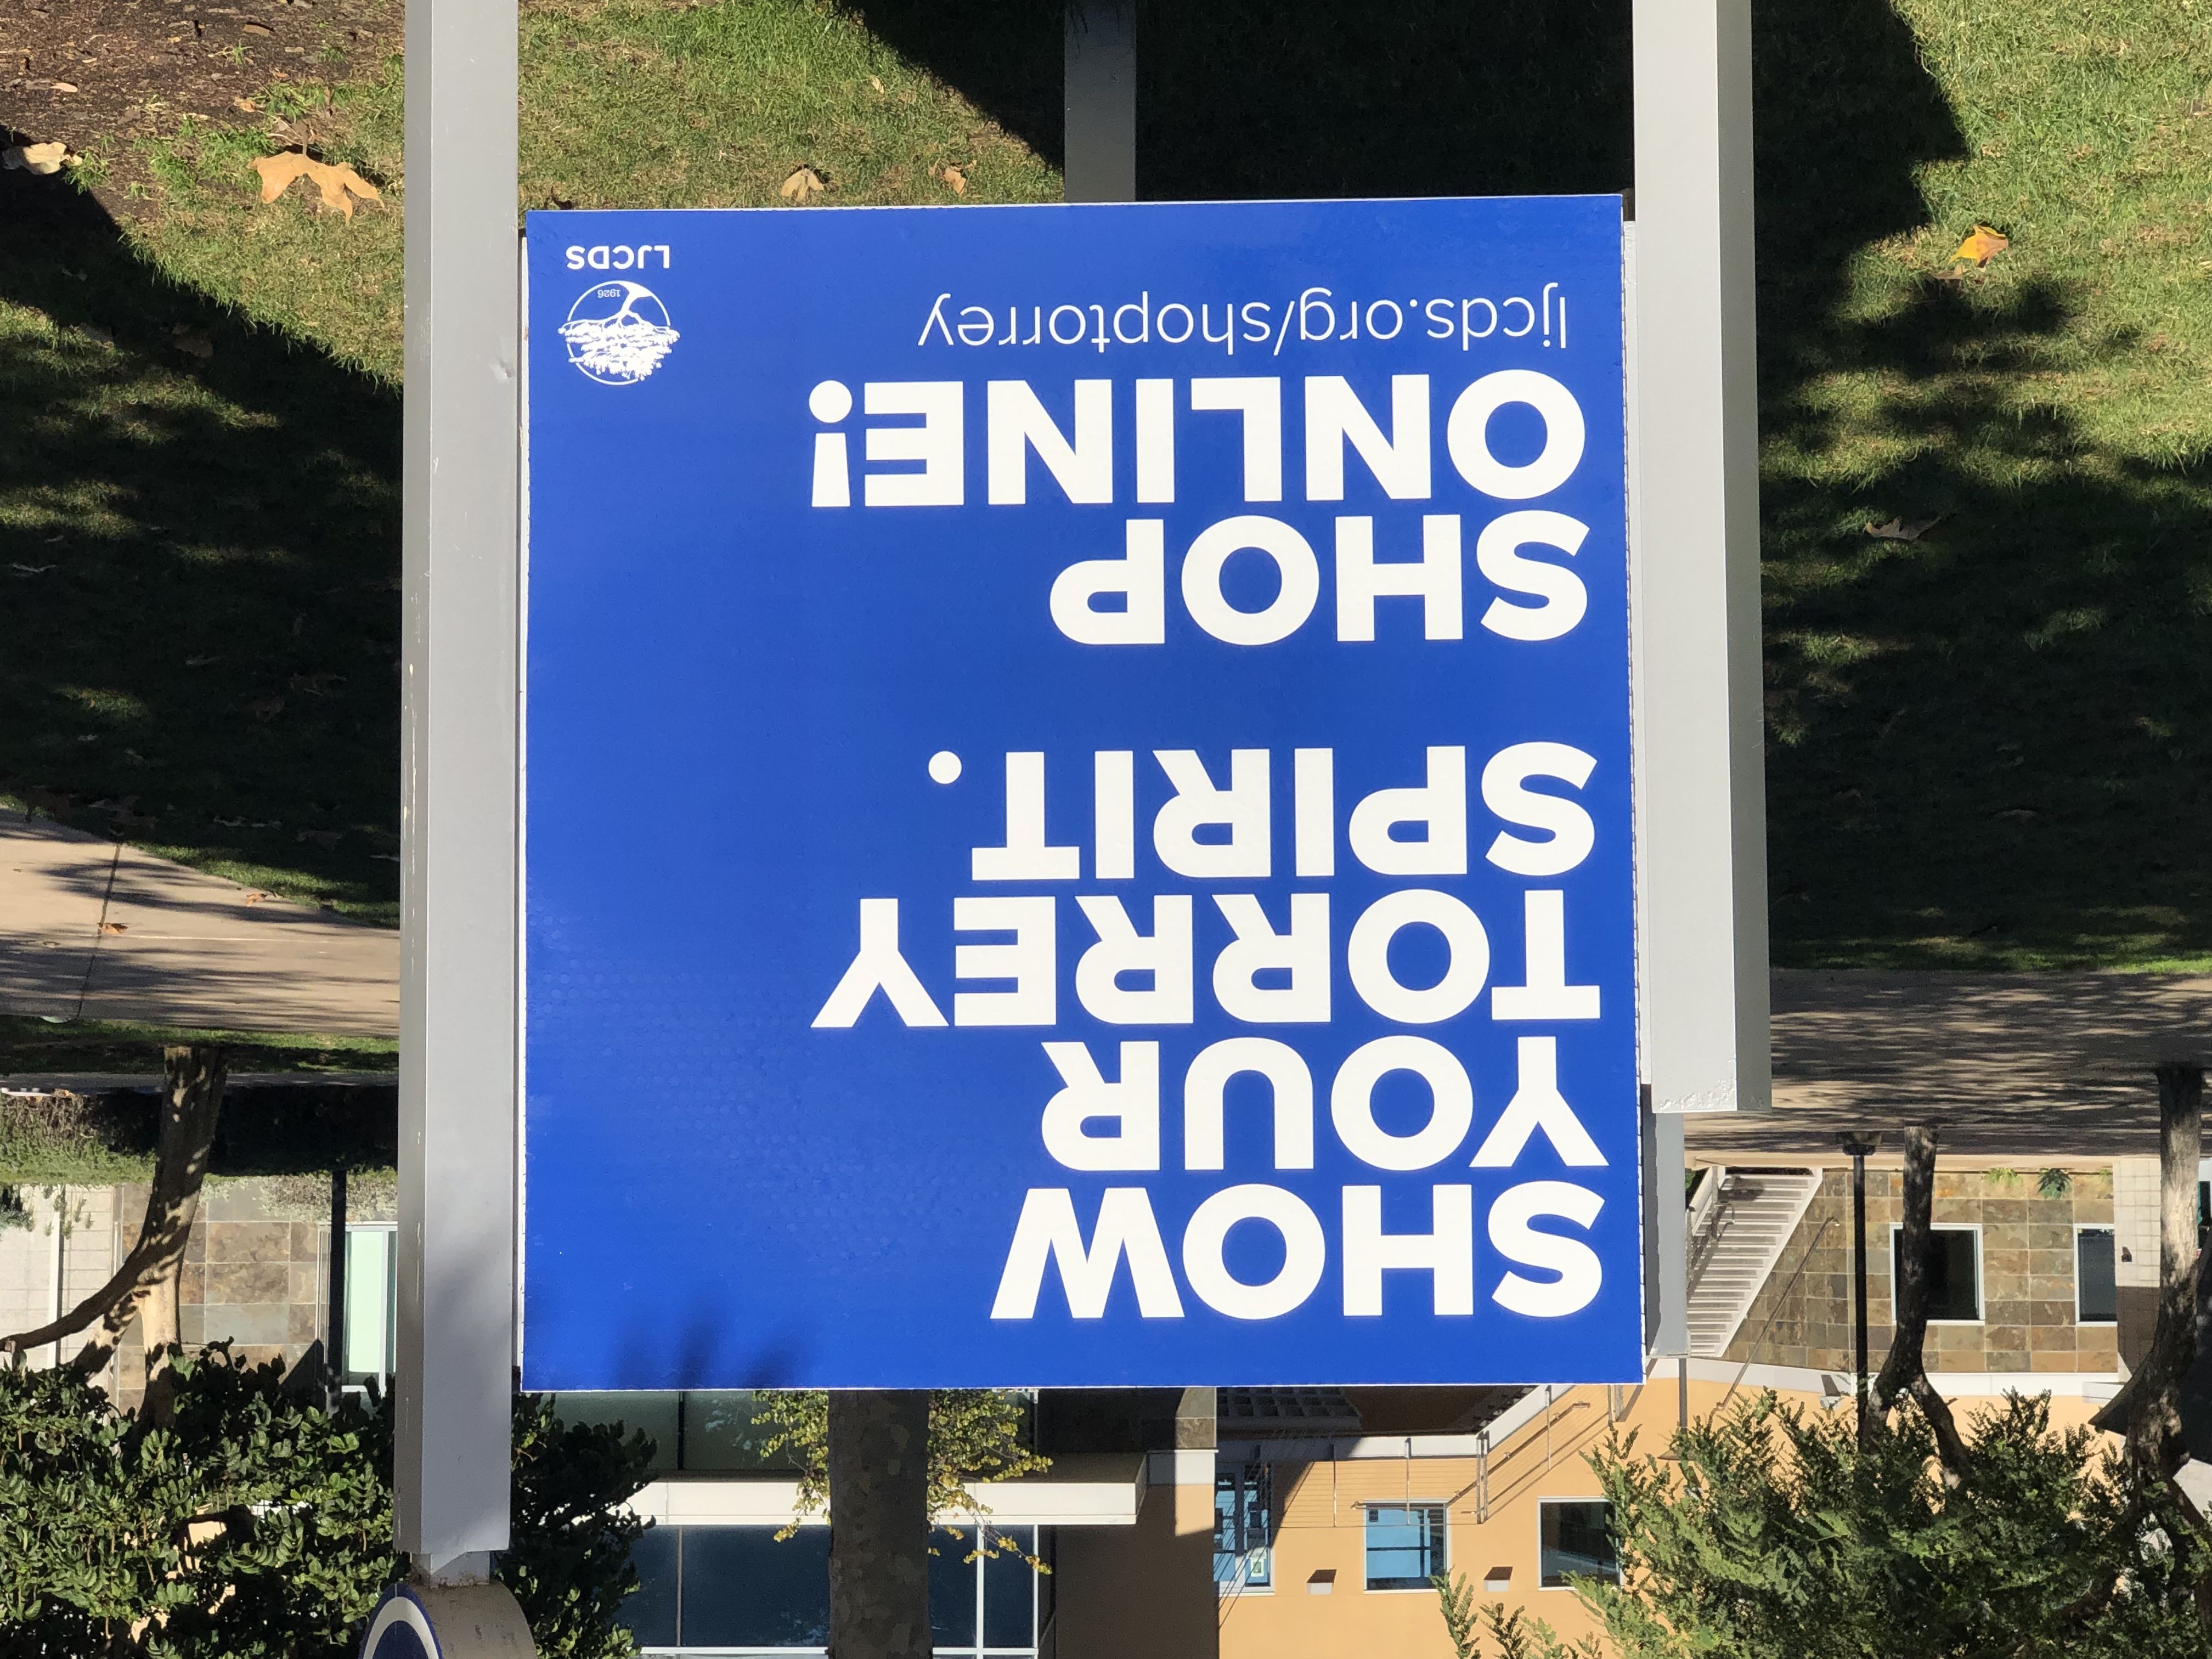 SHOW
YOUR
TORREY
SPIRIT.
SHOP
ONLINE!
ljcds.org/shoptorrey
1926
LJCDS